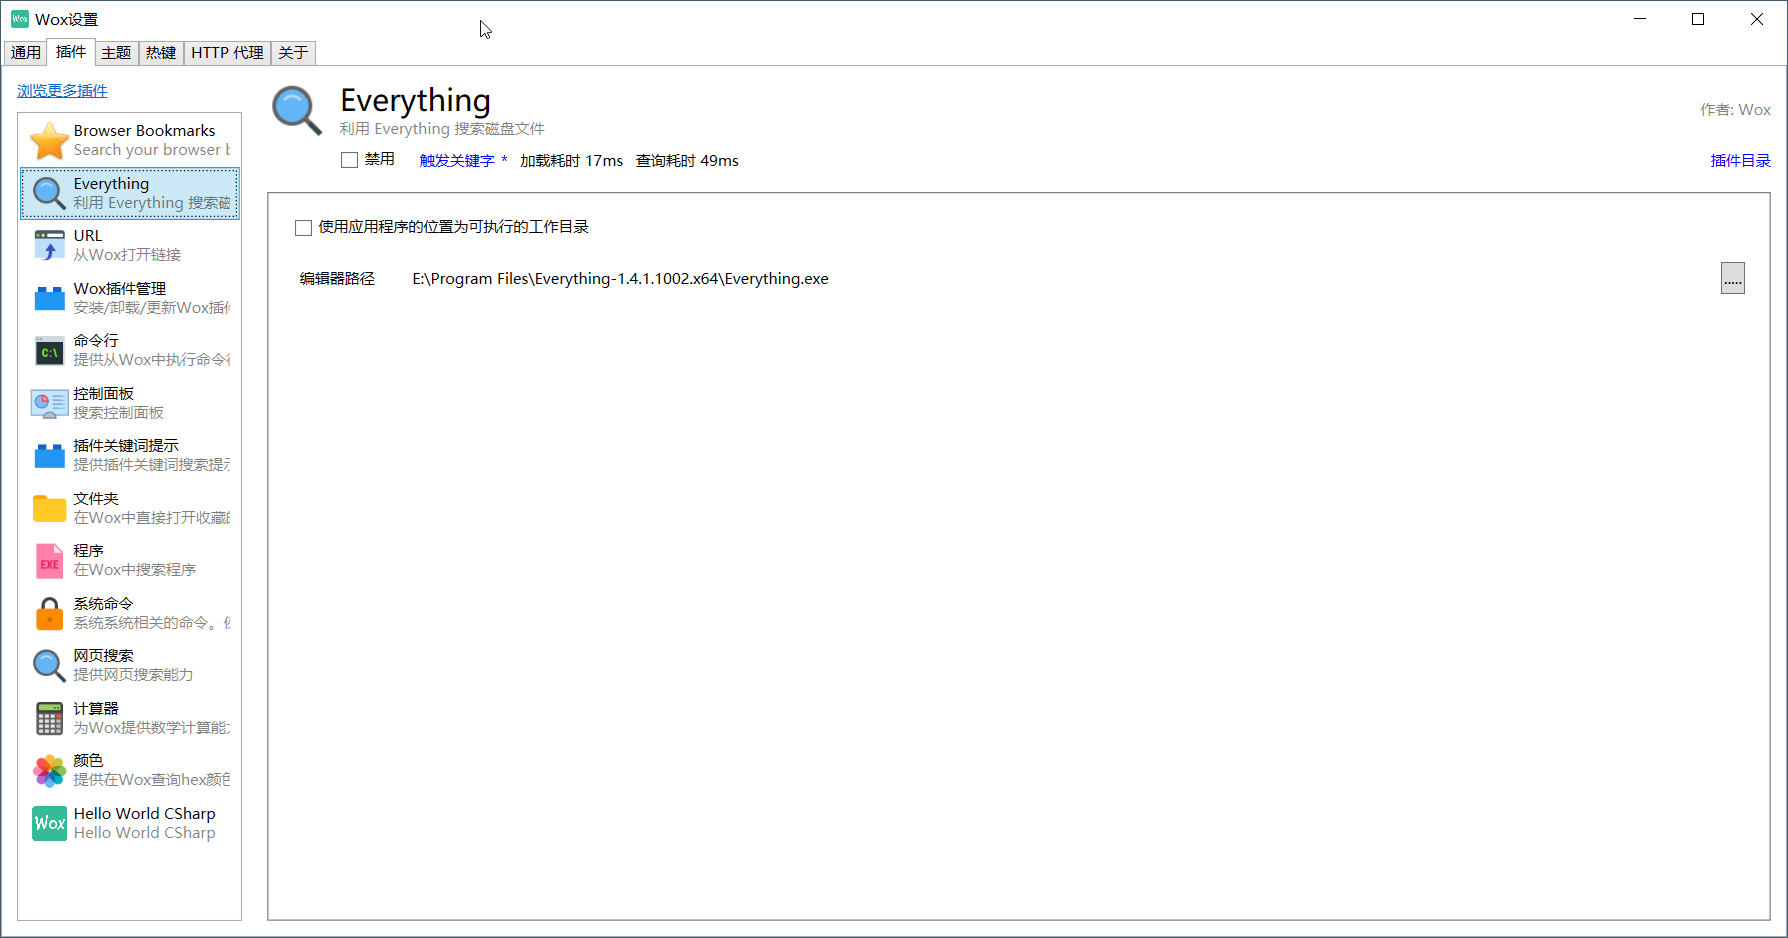 Wox Wox设置
通用 插件 主题 热键 HTTP 代理 关于
浏览更多插件
Browser Bookmarks
Search your browser b
Everything
利用 Everything 搜索磁
URL
从Wox打开链接
Wox插件管理
安装/卸载/更新Wox插件
C:\
命令行
提供从Wox中执行命令行
控制面板
搜索控制面板
插件关键词提示
提供插件关键词搜索提示
文件夹
在Wox中直接打开收藏的
EXE
程序
在Wox中搜索程序
系统命令
系统系统相关的命令。
网页搜索
提供网页搜索能力
计算器
为Wox提供数学计算能力
颜色
提供在Wox查询hex颜色
Wox
Hello World CSharp
Hello World CSharp
Everything
利用 Everything 搜索磁盘文件
作者: Wox
禁用 触发关键字 * 加载耗时 17ms 查询耗时 49ms
插件目录
使用应用程序的位置为可执行的工作目录
编辑器路径 E:\Program Files\Everything-1.4.1.1002.x64\Everything.exe
.....